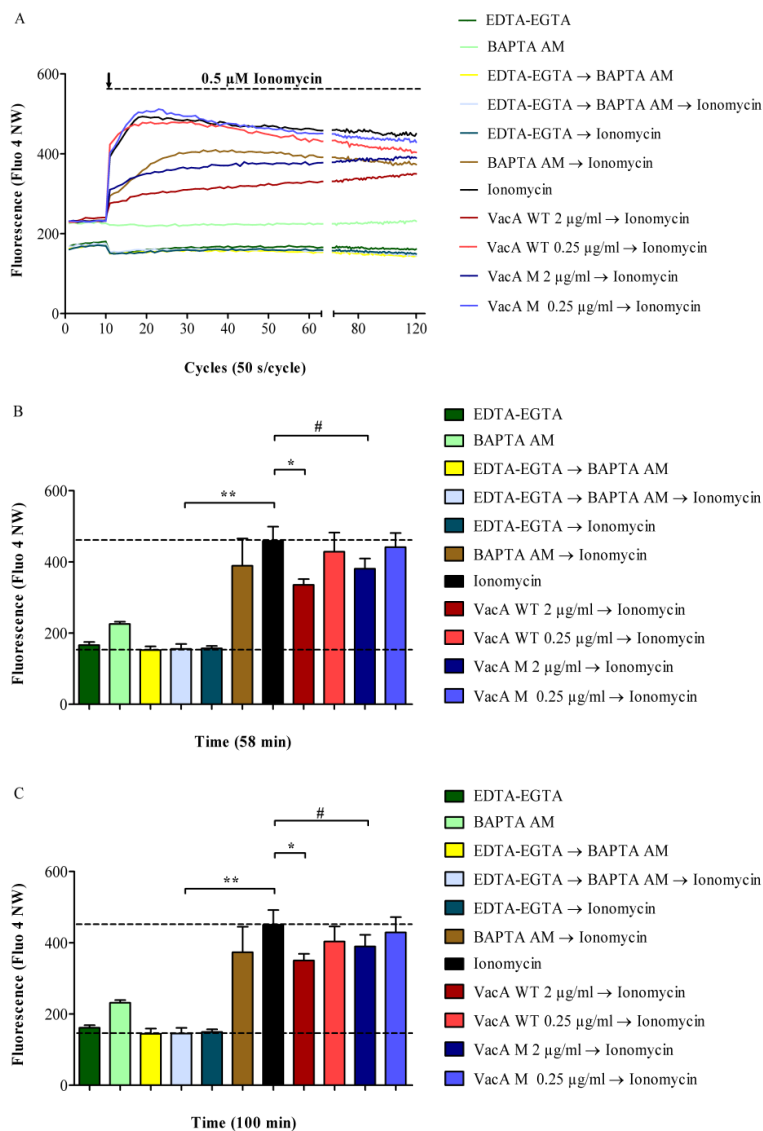 A
0.5 µM Ionomycin
Fluorescence (Fluo 4 NW)
600
400
200
0
0 10 20 30 40 50 60 80 120
Cycles (50 s/cycle)
EDTA-EGTA
BAPTA AM
EDTA-EGTA → BAPTA AM
EDTA-EGTA → BAPTA AM → Ionomycin
EDTA-EGTA → Ionomycin
BAPTA AM → Ionomycin
Ionomycin
VacA WT 2 µg/ml → Ionomycin
VacA WT 0.25 µg/ml → Ionomycin
VacA M 2 µg/ml → Ionomycin
VacA M 0.25 µg/ml → Ionomycin
B
#
*
**
Fluorescence (Fluo 4 NW)
600
400
200
0
Time (58 min)
EDTA-EGTA
BAPTA AM
EDTA-EGTA → BAPTA AM
EDTA-EGTA → BAPTA AM → Ionomycin
EDTA-EGTA → Ionomycin
BAPTA AM → Ionomycin
Ionomycin
VacA WT 2 µg/ml → Ionomycin
VacA WT 0.25 µg/ml → Ionomycin
VacA M 2 µg/ml → Ionomycin
VacA M 0.25 µg/ml → Ionomycin
C
#
*
**
Fluorescence (Fluo 4 NW)
600
400
200
0
Time (100 min)
EDTA-EGTA
BAPTA AM
EDTA-EGTA → BAPTA AM
EDTA-EGTA → BAPTA AM → Ionomycin
EDTA-EGTA → Ionomycin
BAPTA AM → Ionomycin
Ionomycin
VacA WT 2 µg/ml → Ionomycin
VacA WT 0.25 µg/ml → Ionomycin
VacA M 2 µg/ml → Ionomycin
VacA M 0.25 µg/ml → Ionomycin